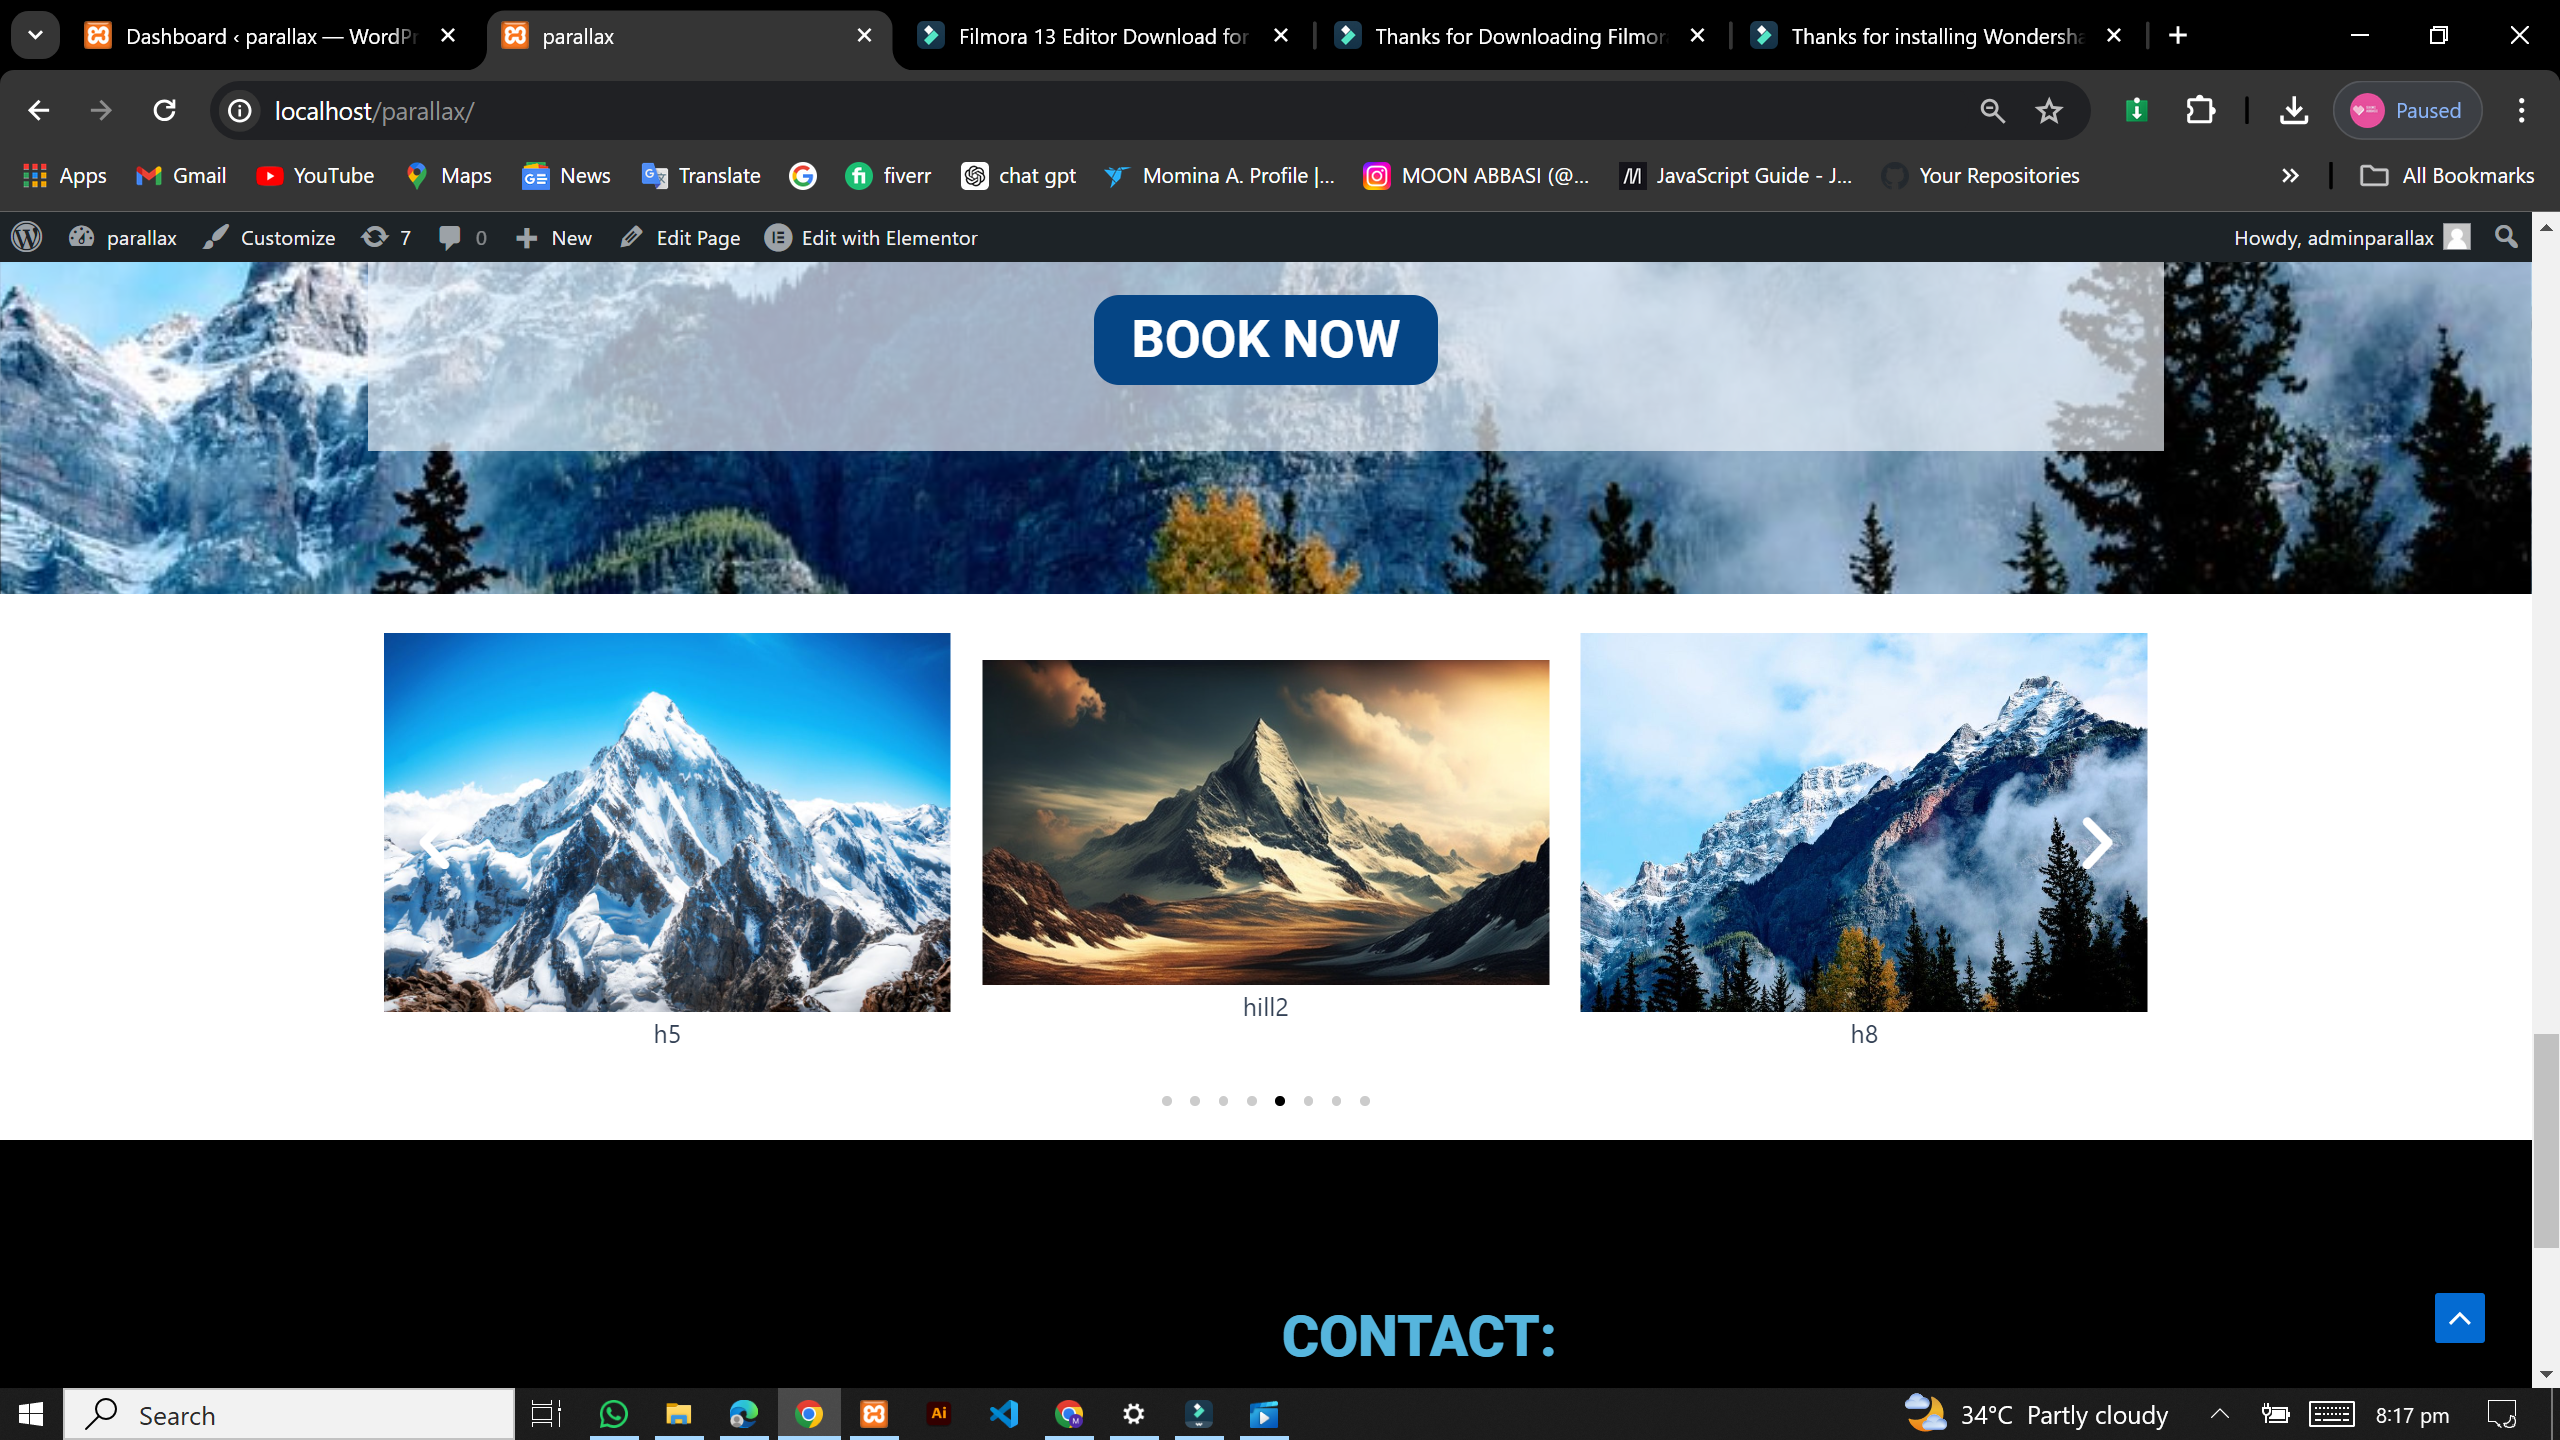 Dashboard ‹ parallax — WordPr
parallax
Filmora 13 Editor Download for
Thanks for Downloading Filmor
Thanks for installing Wondersha
localhost/parallax/
Paused
Apps
Gmail
YouTube
Maps
News
Translate
fiverr
chat gpt
Momina A. Profile |...
MOON ABBASI (@...
JavaScript Guide - J...
Your Repositories
All Bookmarks
parallax
Customize
7
0
New
Edit Page
Edit with Elementor
Howdy, adminparallax
BOOK NOW
h5
hill2
h8
CONTACT:
Search
34°C Partly cloudy
8:17 pm